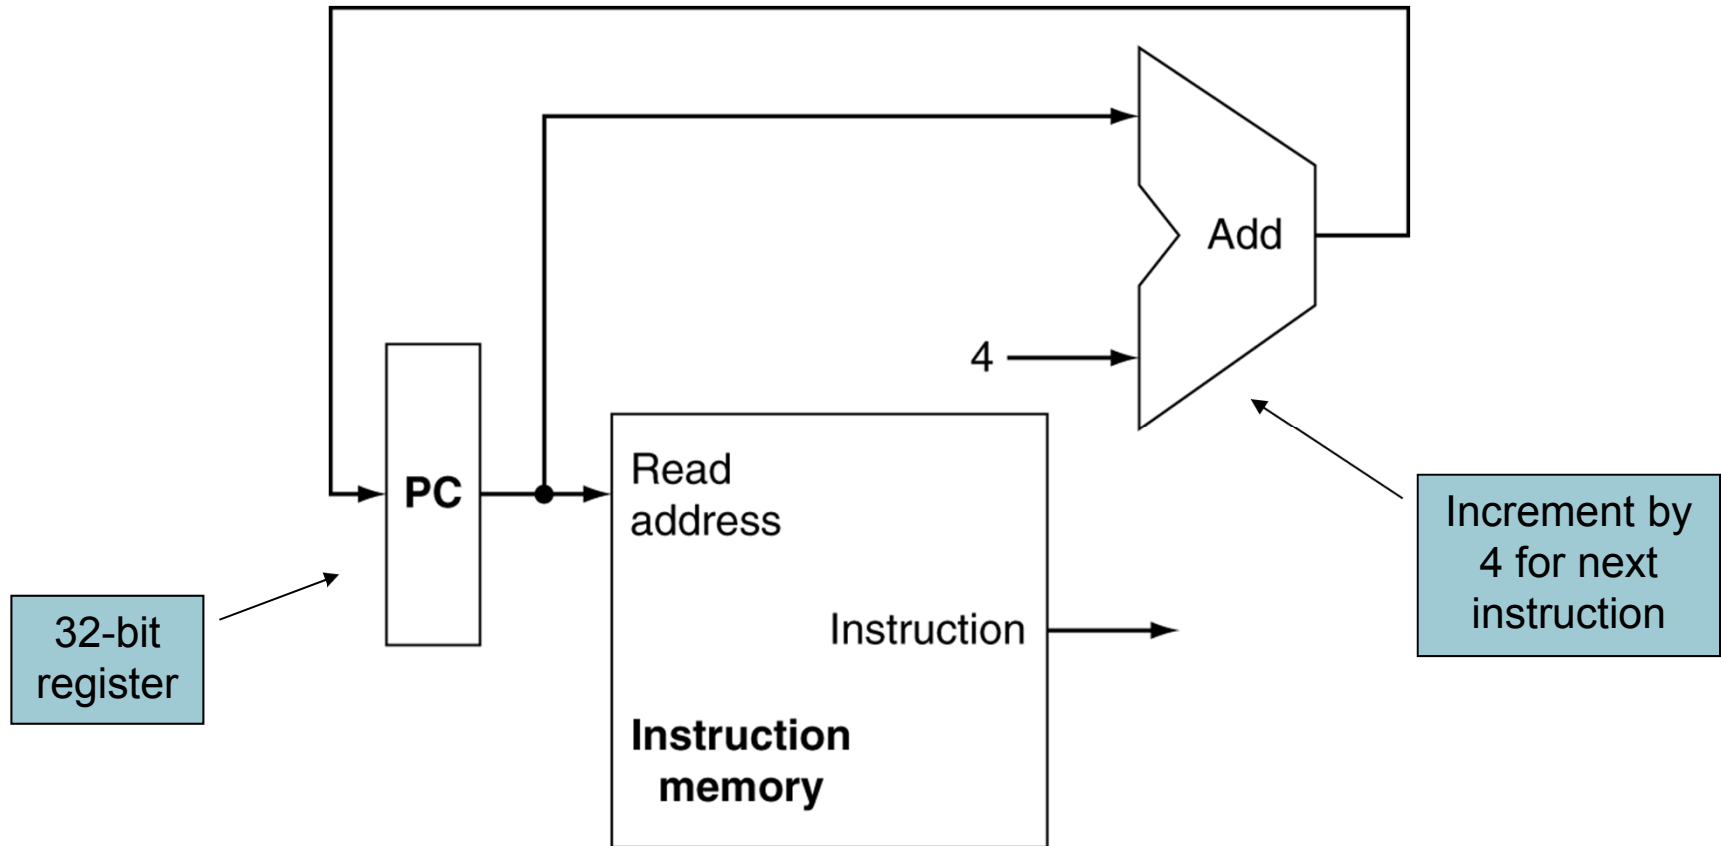 Add
4
PC
Read
address
Instruction
Instruction
memory
32-bit
register
Increment by
4 for next
instruction